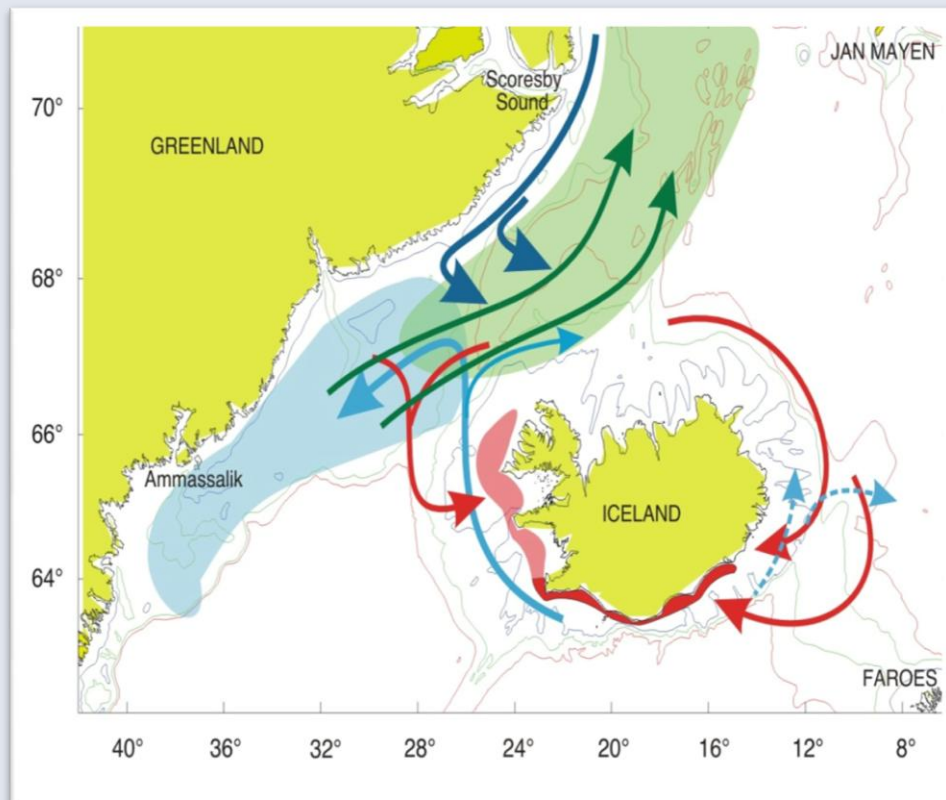 JAN MAYEN
Scoresby
Sound
70°
GREENLAND
68°
66°
Ammassalik
ICELAND
64°
FAROES
40°
36°
32°
28°
24°
20°
16°
12°
8°